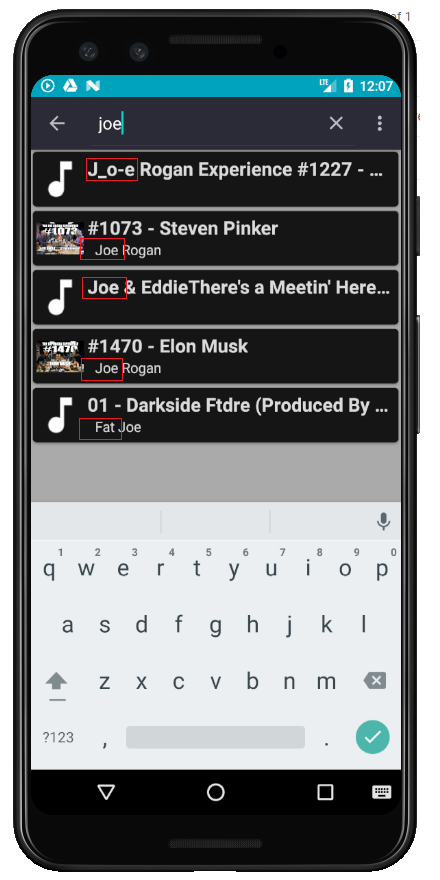 of 1
LTE 12:07
joe
J_o-e Rogan Experience #1227 - ...
#1073 - Steven Pinker
Joe Rogan
Joe & EddieThere's a Meetin' Here...
#1470 - Elon Musk
Joe Rogan
01 - Darkside Ftdre (Produced By ...
Fat Joe
1 2 3 4 5 6 7 8 9 0
q w e r t y u i o p
a s d f g h j k l
z x c v b n m
?123 , .